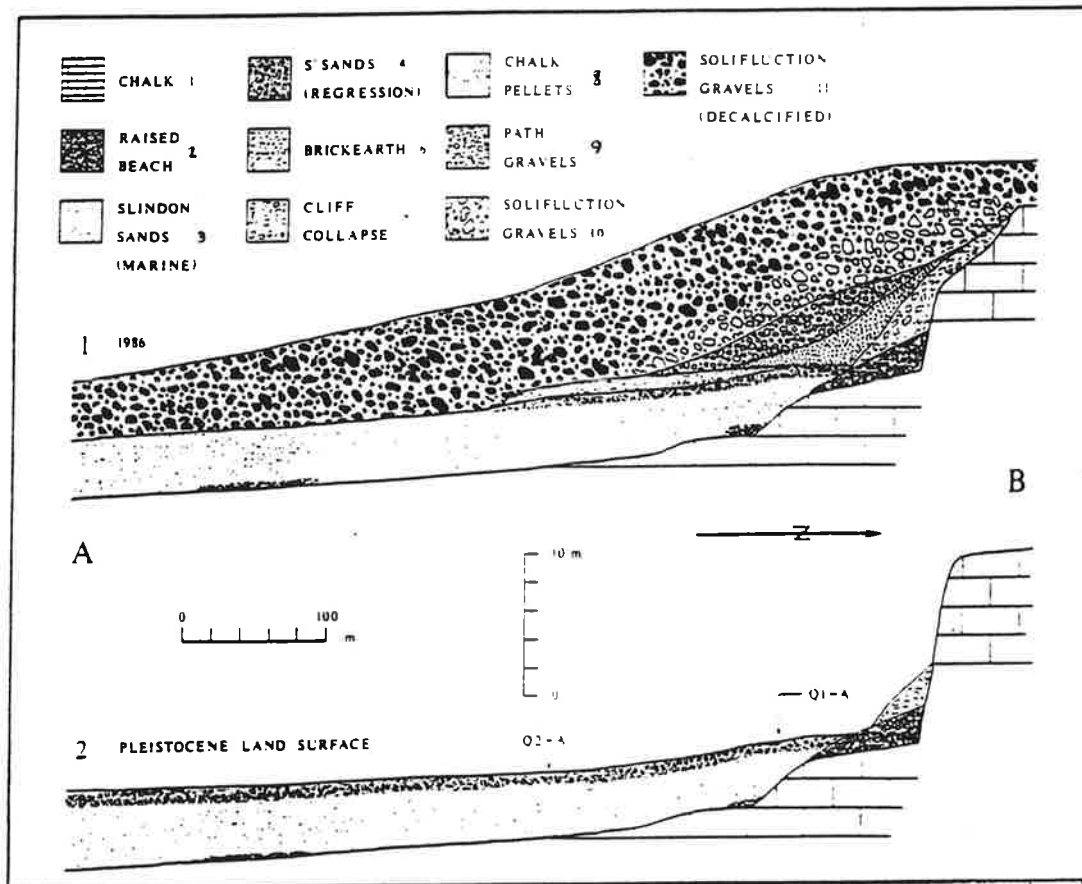 CHALK 1
S'SANDS 4
(REGRESSION)
CHALK 8
PELLETS
SOLIFLUCTION
GRAVELS 11
(DECALCIFIED)
RAISED
BEACH 2
BRICKEARTH
PATH
GRAVELS 9
SLINDON
SANDS 3
(MARINE)
CLIFF
COLLAPSE
SOLIFLUCTION
GRAVELS 10
1 1986
B
A
N
10 m
0 100
m
0
Q1-A
2 PLEISTOCENE LAND SURFACE
Q2-A